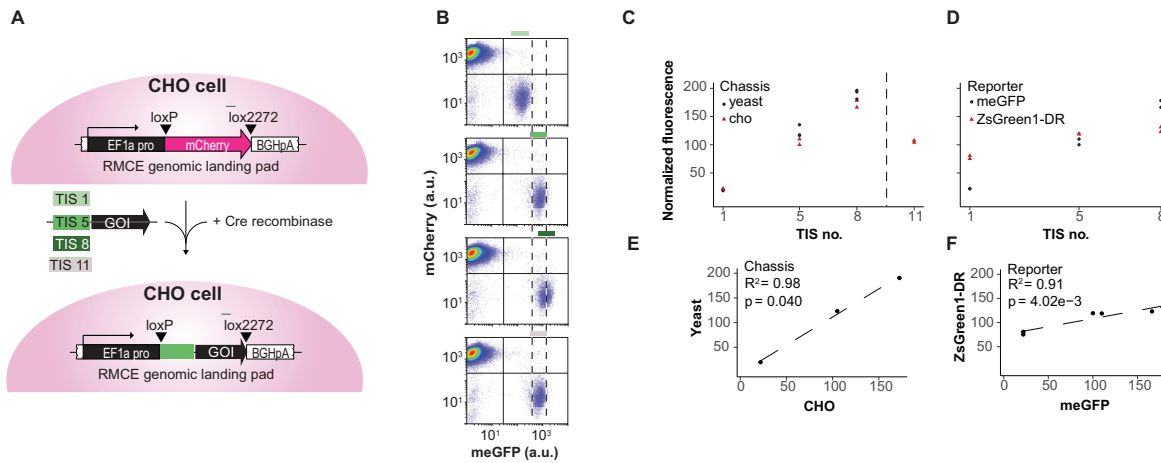 A
CHO cell
loxP
lox2272
EF1a pro
mCherry
BGHpA
RMCE genomic landing pad
TIS 1
TIS 5
GOI
+ Cre recombinase
TIS 8
TIS 11
CHO cell
loxP
lox2272
EF1a pro
GOI
BGHpA
RMCE genomic landing pad
B
mCherry (a.u.)
10³
10¹
10³
10¹
10³
10¹
10³
10¹
10¹
10³
meGFP (a.u.)
C
Normalized fluorescence
200
150
100
50
Chassis
yeast
cho
1
5
8
11
TIS no.
D
Reporter
meGFP
ZsGreen1-DR
1
5
8
TIS no.
E
Yeast
200
150
100
50
Chassis
R² = 0.98
p = 0.040
0
50
100
150
CHO
F
ZsGreen1-DR
200
150
100
50
Reporter
R² = 0.91
p = 4.02e−3
0
50
100
150
meGFP